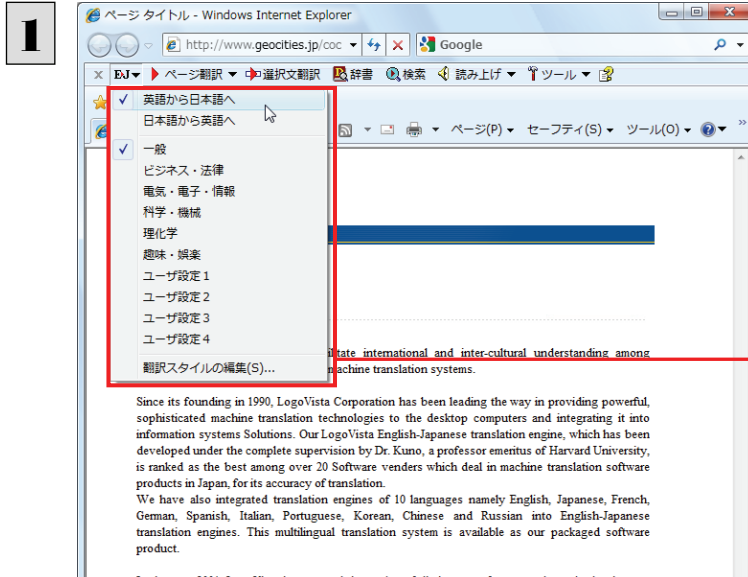 1
ページ タイトル - Windows Internet Explorer
http://www.geocities.jp/coc
Google
EJ ページ翻訳 選択文翻訳 辞書 検索 読み上げ ツール
英語から日本語へ
日本語から英語へ
ページ(P) セーフティ(S) ツール(O)
一般
ビジネス・法律
電気・電子・情報
科学・機械
理化学
趣味・娯楽
ユーザ設定1
ユーザ設定2
ユーザ設定3
ユーザ設定4
international and inter-cultural understanding among
翻訳スタイルの編集(S)...
machine translation systems.
Since its founding in 1990, LogoVista Corporation has been leading the way in providing powerful,
sophisticated machine translation technologies to the desktop computers and integrating it into
information systems Solutions. Our LogoVista English-Japanese translation engine, which has been
developed under the complete supervision by Dr. Kuno, a professor emeritus of Harvard University,
is ranked as the best among over 20 Software venders which deal in machine translation software
products in Japan, for its accuracy of translation.
We have also integrated translation engines of 10 languages namely English, Japanese, French,
German, Spanish, Italian, Portuguese, Korean, Chinese and Russian into English-Japanese
translation engines. This multilingual translation system is available as our packaged software
product.